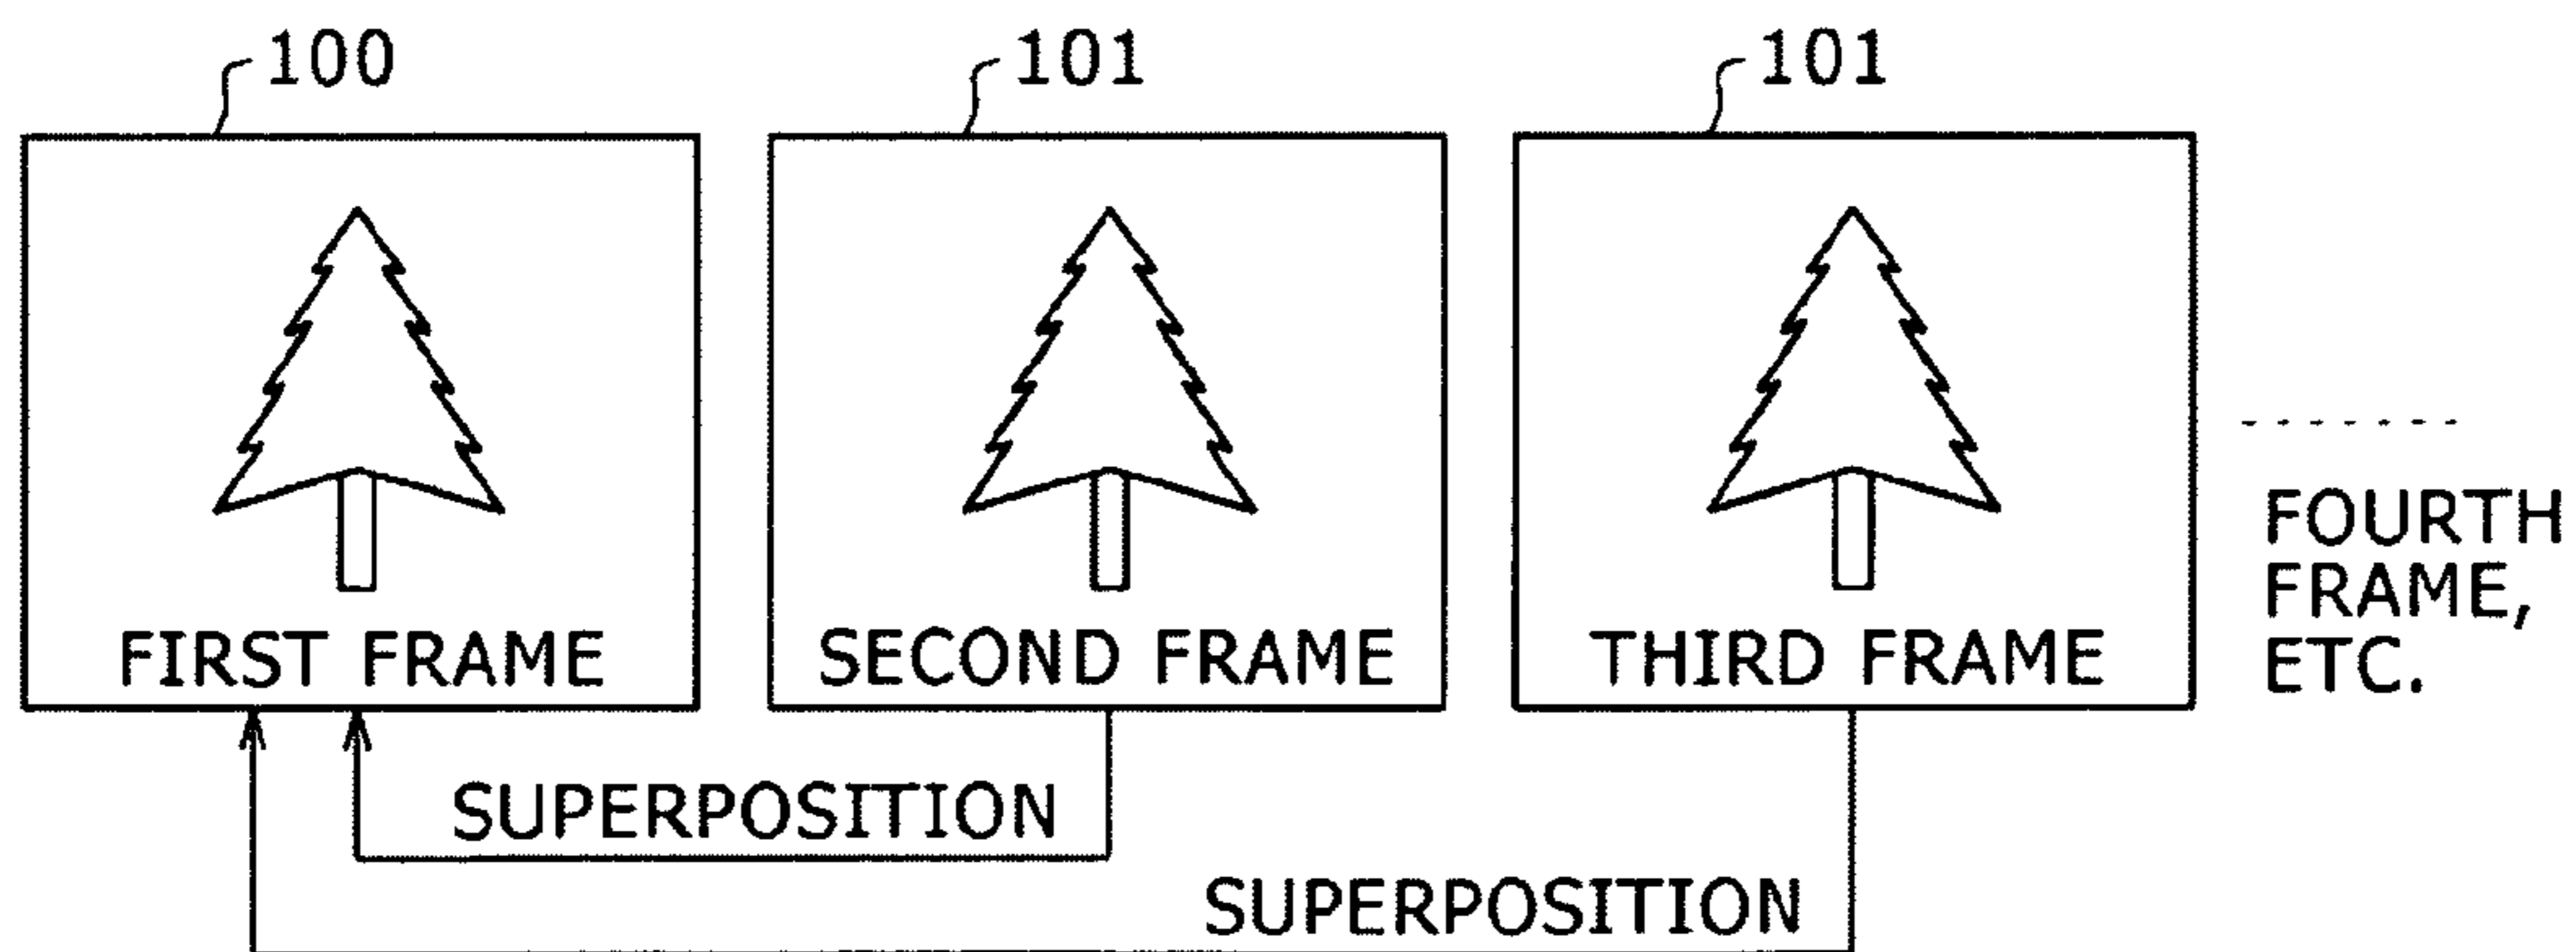 100
101
101
FIRST FRAME
SECOND FRAME
THIRD FRAME
FOURTH
FRAME,
ETC.
SUPERPOSITION
SUPERPOSITION